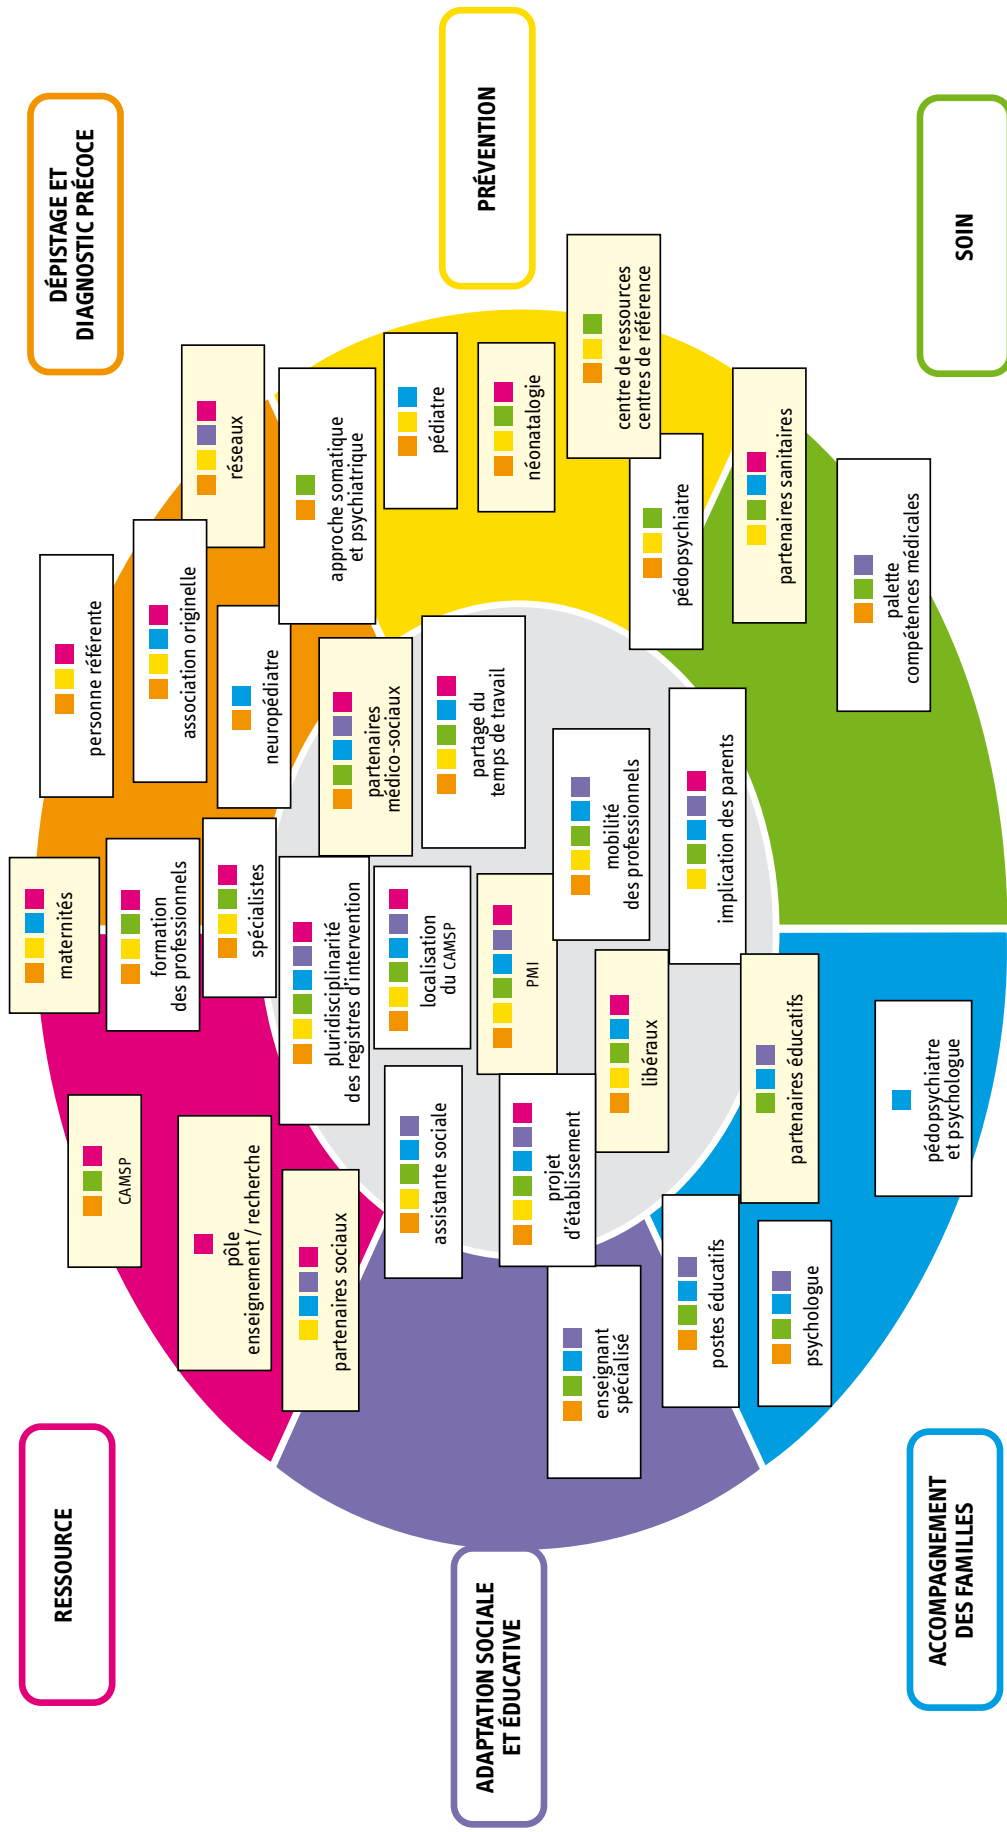 RESSOURCE
DÉPISTAGE ET
DIAGNOSTIC PRÉCOCE
maternités
personne référente
CAMSP
formation
des professionnels
association originelle
pôle
enseignement / recherche
réseaux
spécialistes
neuropédiatre
partenaires sociaux
pluridisciplinarité
des registres d'intervention
approche somatique
et psychiatrique
partenaires
médico-sociaux
assistante sociale
localisation
du CAMSP
pédiatre
partage du
temps de travail
ADAPTATION SOCIALE
ET ÉDUCATIVE
PRÉVENTION
PMI
néonatalogie
projet
d'établissement
enseignant
spécialisé
mobilité
des professionnels
centre de ressources
centres de référence
libéraux
pédopsychiatre
postes éducatifs
implication des parents
partenaires sanitaires
partenaires éducatifs
psychologue
palette
compétences médicales
pédopsychiatre
et psychologue
ACCOMPAGNEMENT
DES FAMILLES
SOIN